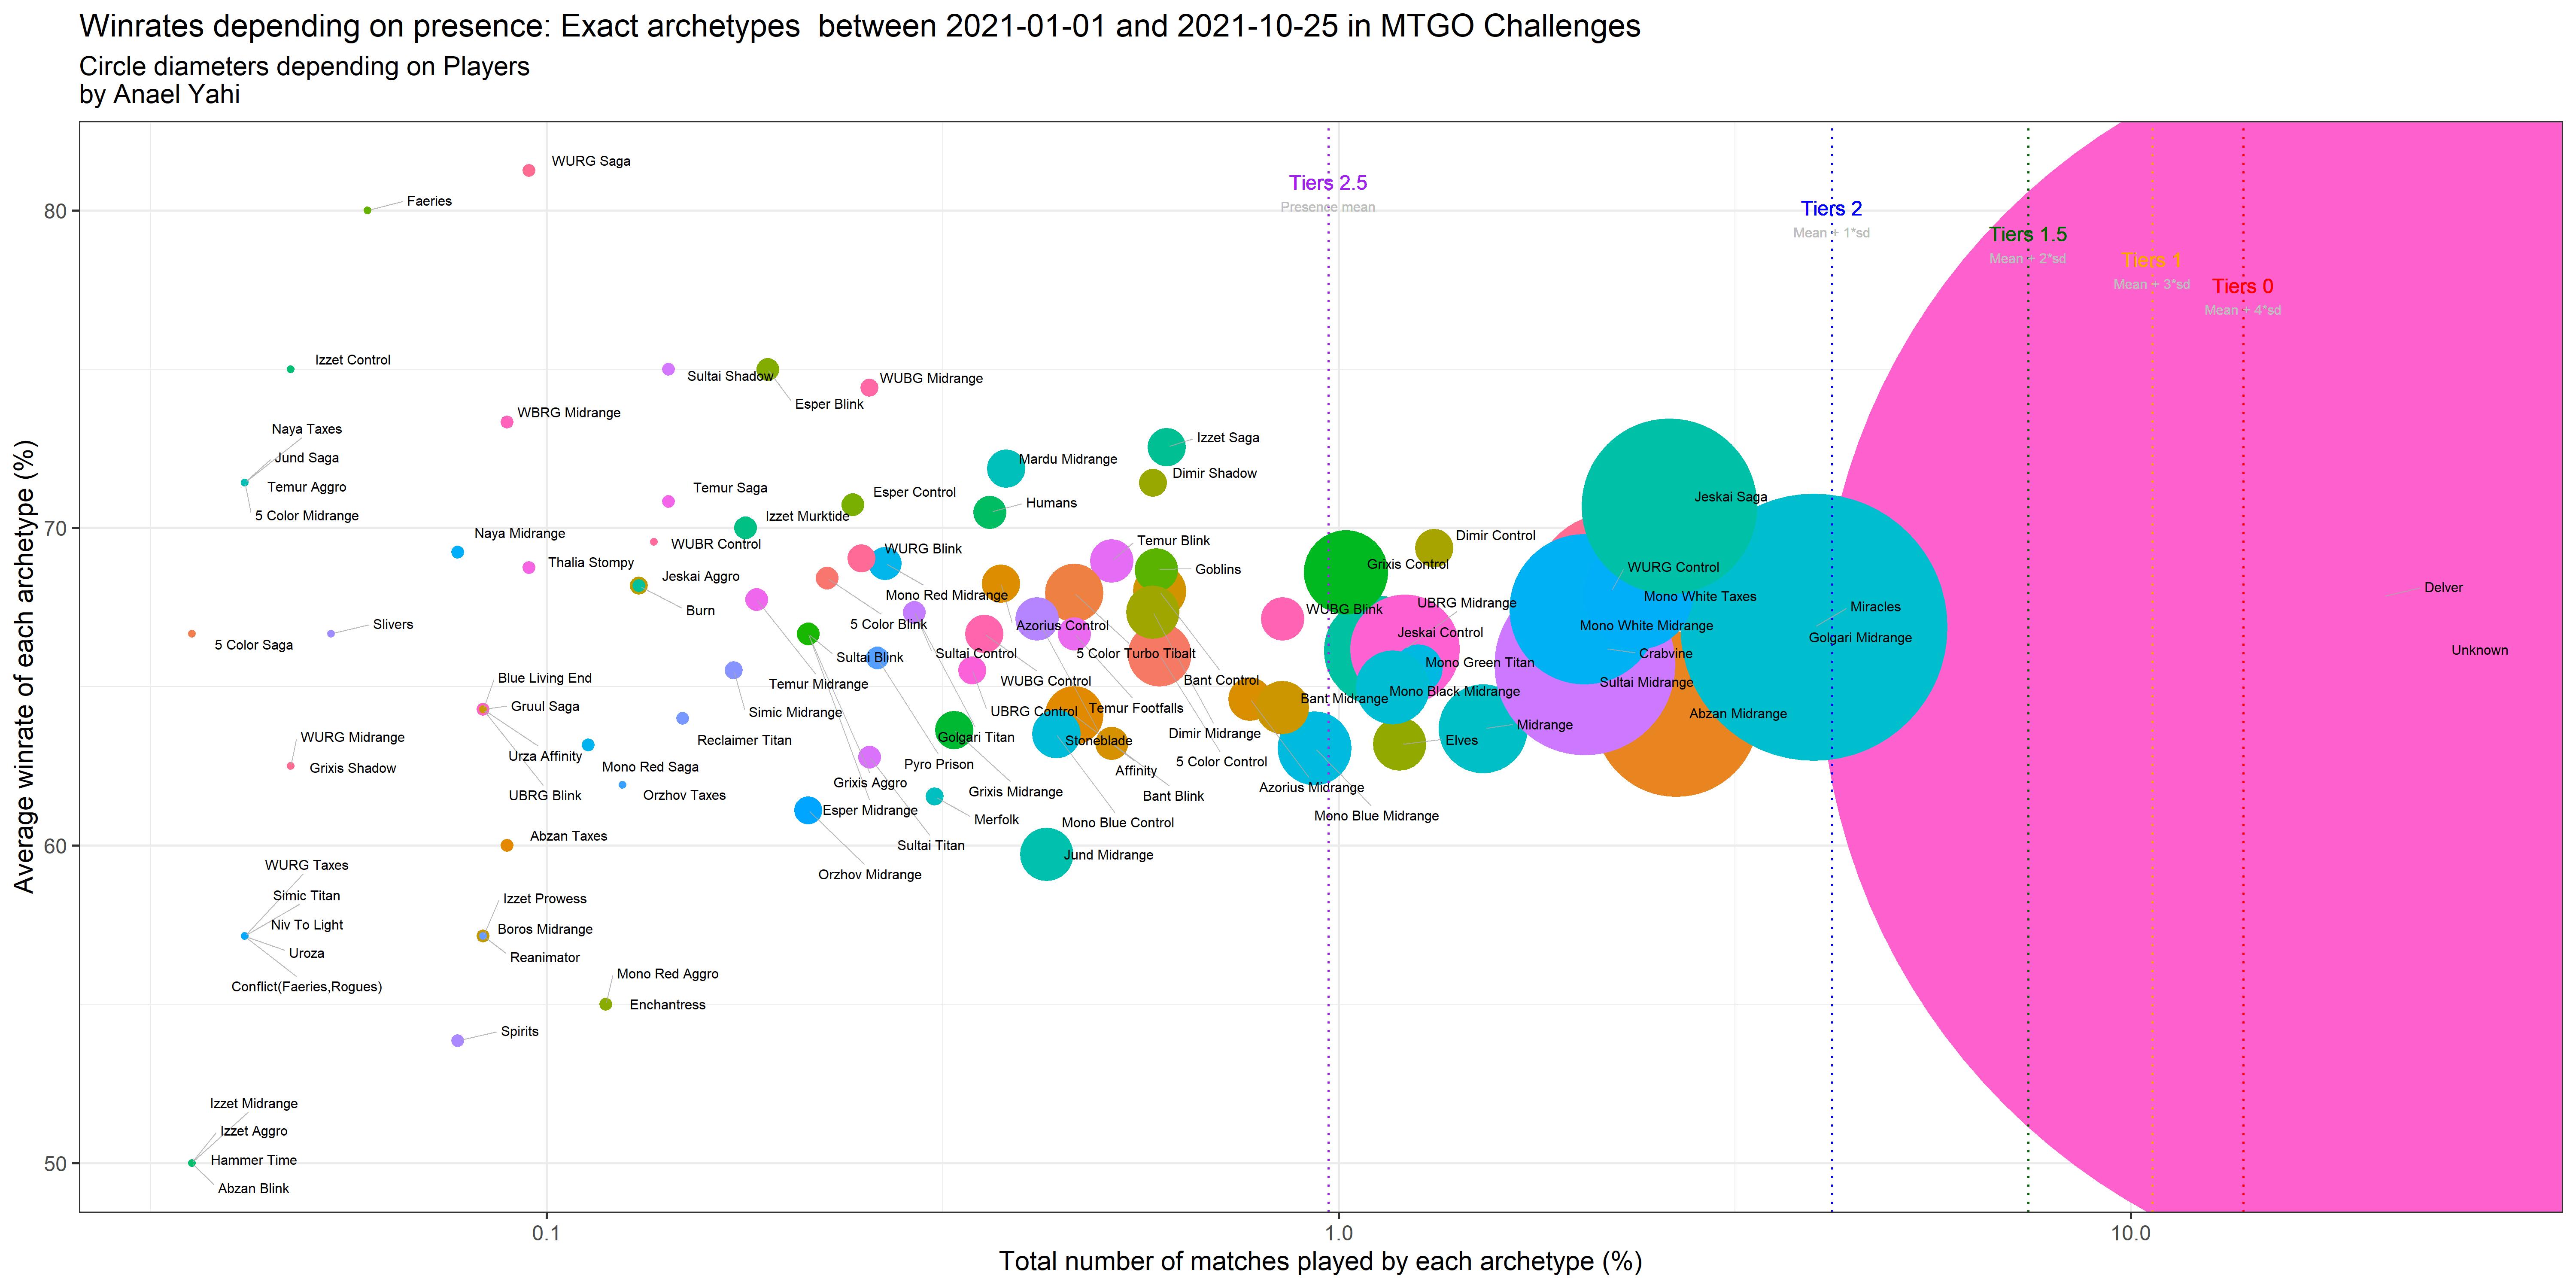 Winrates depending on presence: Exact archetypes  between 2021-01-01 and 2021-10-25 in MTGO Challenges
Circle diameters depending on Players
by Anael Yahi
Average winrate of each archetype (%)
80
70
60
50
WURG Saga
Faeries
Tiers 2.5
Presence mean
Tiers 2
Mean + 1*sd
Tiers 1.5
Mean + 2*sd
Tiers 1
Mean + 3*sd
Tiers 0
Mean + 4*sd
Izzet Control
Sultai Shadow
WUBG Midrange
Esper Blink
WBRG Midrange
Naya Taxes
Izzet Saga
Jund Saga
Mardu Midrange
Dimir Shadow
Temur Aggro
Temur Saga
Esper Control
Jeskai Saga
Humans
5 Color Midrange
Izzet Murktide
Naya Midrange
Dimir Control
WUBR Control
WURG Blink
Temur Blink
Thalia Stompy
Grixis Control
WURG Control
Goblins
Jeskai Aggro
Delver
Mono Red Midrange
Mono White Taxes
UBRG Midrange
Miracles
Burn
WUBG Blink
5 Color Blink
Azorius Control
Mono White Midrange
Slivers
Jeskai Control
Golgari Midrange
5 Color Saga
Unknown
Sultai Blink
Sultai Control
5 Color Turbo Tibalt
Crabvine
Mono Green Titan
Blue Living End
Temur Midrange
WUBG Control
Bant Control
Sultai Midrange
Mono Black Midrange
Bant Midrange
Gruul Saga
Simic Midrange
UBRG Control
Temur Footfalls
Abzan Midrange
Midrange
WURG Midrange
Reclaimer Titan
Golgari Titan
Stoneblade
Dimir Midrange
Elves
Urza Affinity
Grixis Shadow
Mono Red Saga
Pyro Prison
Affinity
5 Color Control
UBRG Blink
Orzhov Taxes
Grixis Aggro
Grixis Midrange
Bant Blink
Azorius Midrange
Esper Midrange
Merfolk
Mono Blue Control
Mono Blue Midrange
Abzan Taxes
Sultai Titan
Jund Midrange
WURG Taxes
Orzhov Midrange
Simic Titan
Izzet Prowess
Niv To Light
Boros Midrange
Uroza
Reanimator
Conflict(Faeries,Rogues)
Mono Red Aggro
Enchantress
Spirits
Izzet Midrange
Izzet Aggro
Hammer Time
Abzan Blink
0.1
1.0
10.0
Total number of matches played by each archetype (%)